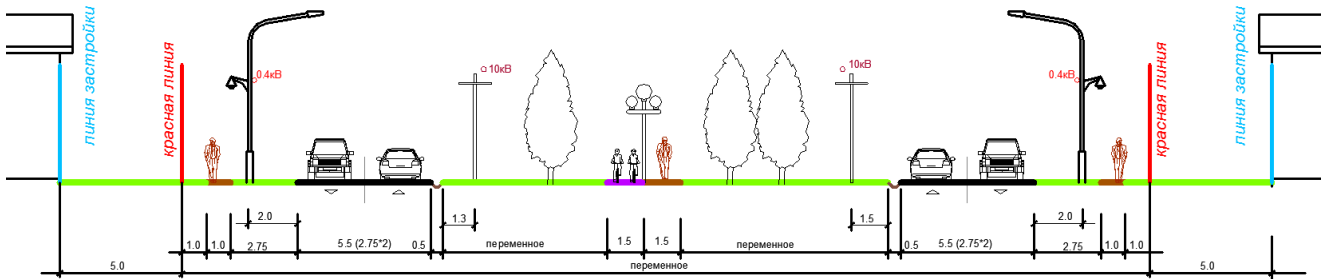 линия застройки
красная линия
0.4кВ
10кВ
10кВ
0.4кВ
красная линия
линия застройки
2.0
1.3
1.5
2.0
1.0
1.0
2.75
5.5 (2.75*2)
0.5
переменное
1.5
1.5
переменное
0.5
5.5 (2.75*2)
2.75
1.0
1.0
5.0
переменное
5.0